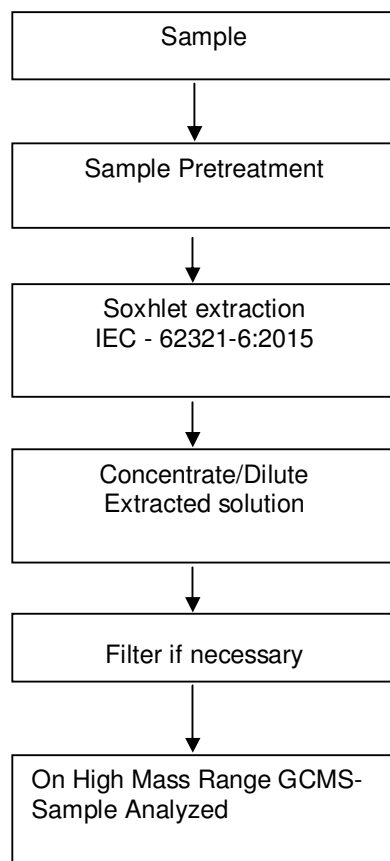 Sample
Sample Pretreatment
Soxhlet extraction
IEC - 62321-6:2015
Concentrate/Dilute
Extracted solution
Filter if necessary
On High Mass Range GCMS-
Sample Analyzed